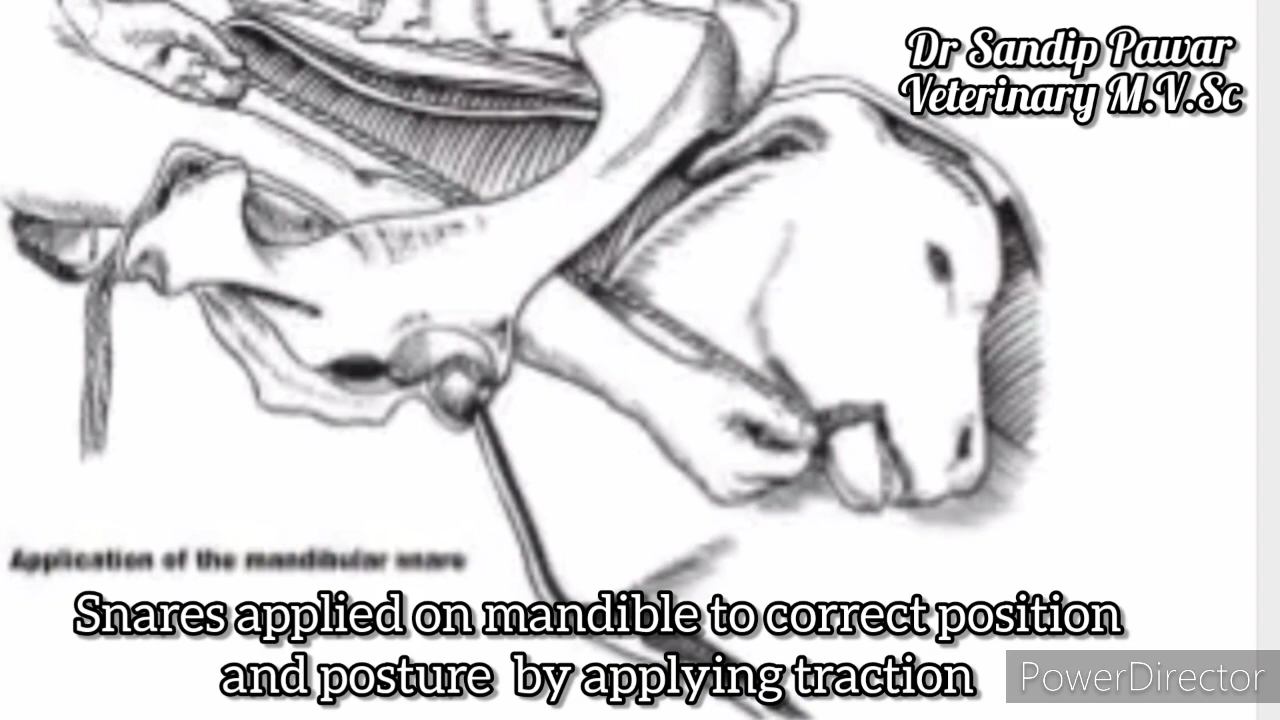 Dr Sandip Pawar
Veterinary M.V.Sc
Application of the mandibular snare
Snares applied on mandible to correct position
and posture by applying traction
PowerDirector